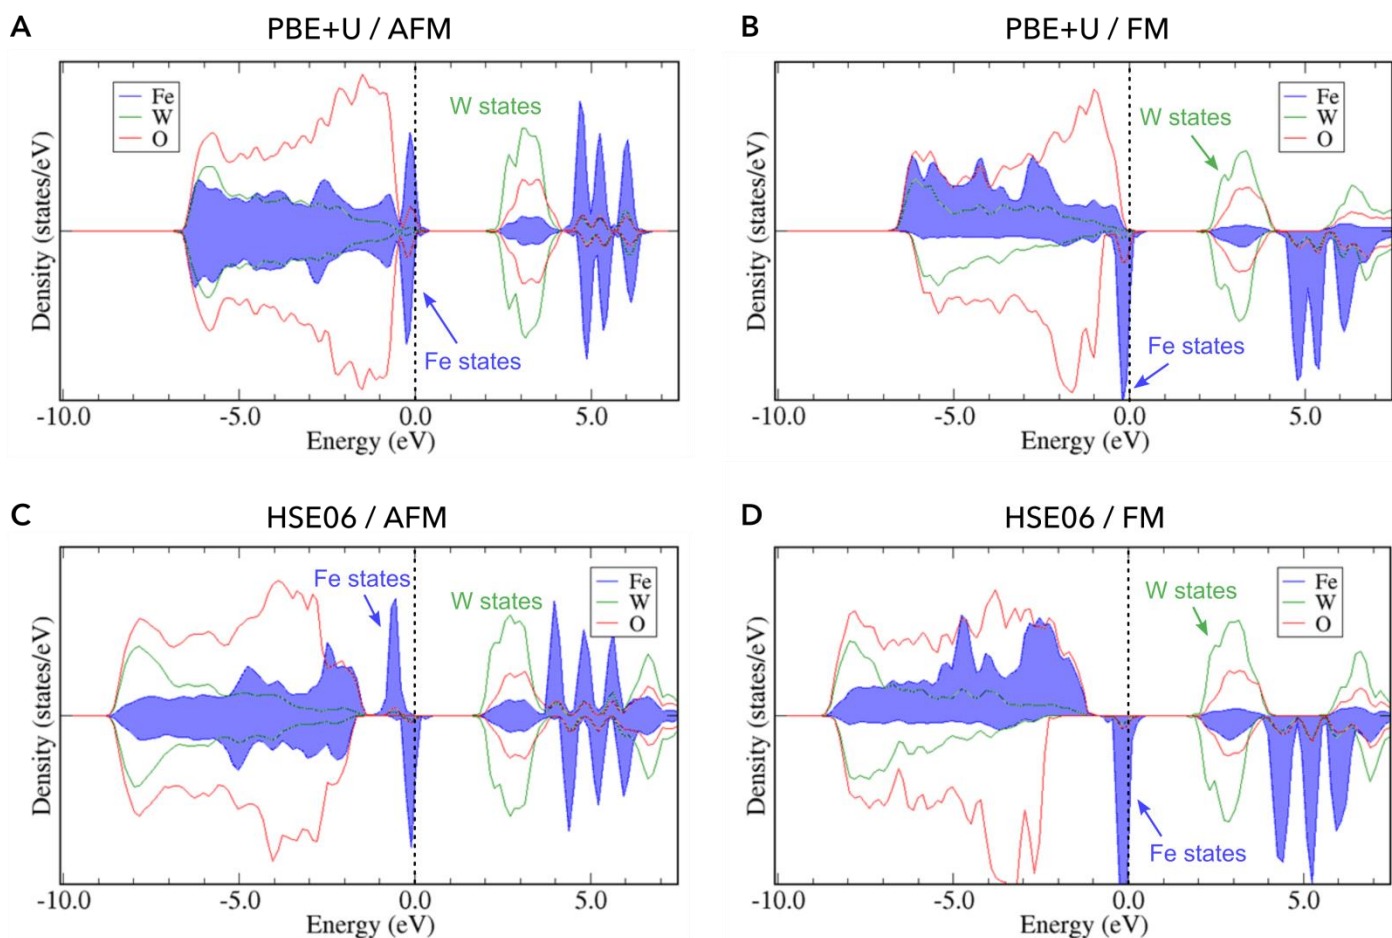 A
PBE+U / AFM
Fe
W
O
W states
Fe states
Density (states/eV)
-10.0
-5.0
0.0
5.0
Energy (eV)
B
PBE+U / FM
Fe
W
O
W states
Fe states
Density (states/eV)
-10.0
-5.0
0.0
5.0
Energy (eV)
C
HSE06 / AFM
Fe states
W states
Fe
W
O
Density (states/eV)
-10.0
-5.0
0.0
5.0
Energy (eV)
D
HSE06 / FM
W states
Fe
W
O
Fe states
Density (states/eV)
-10.0
-5.0
0.0
5.0
Energy (eV)